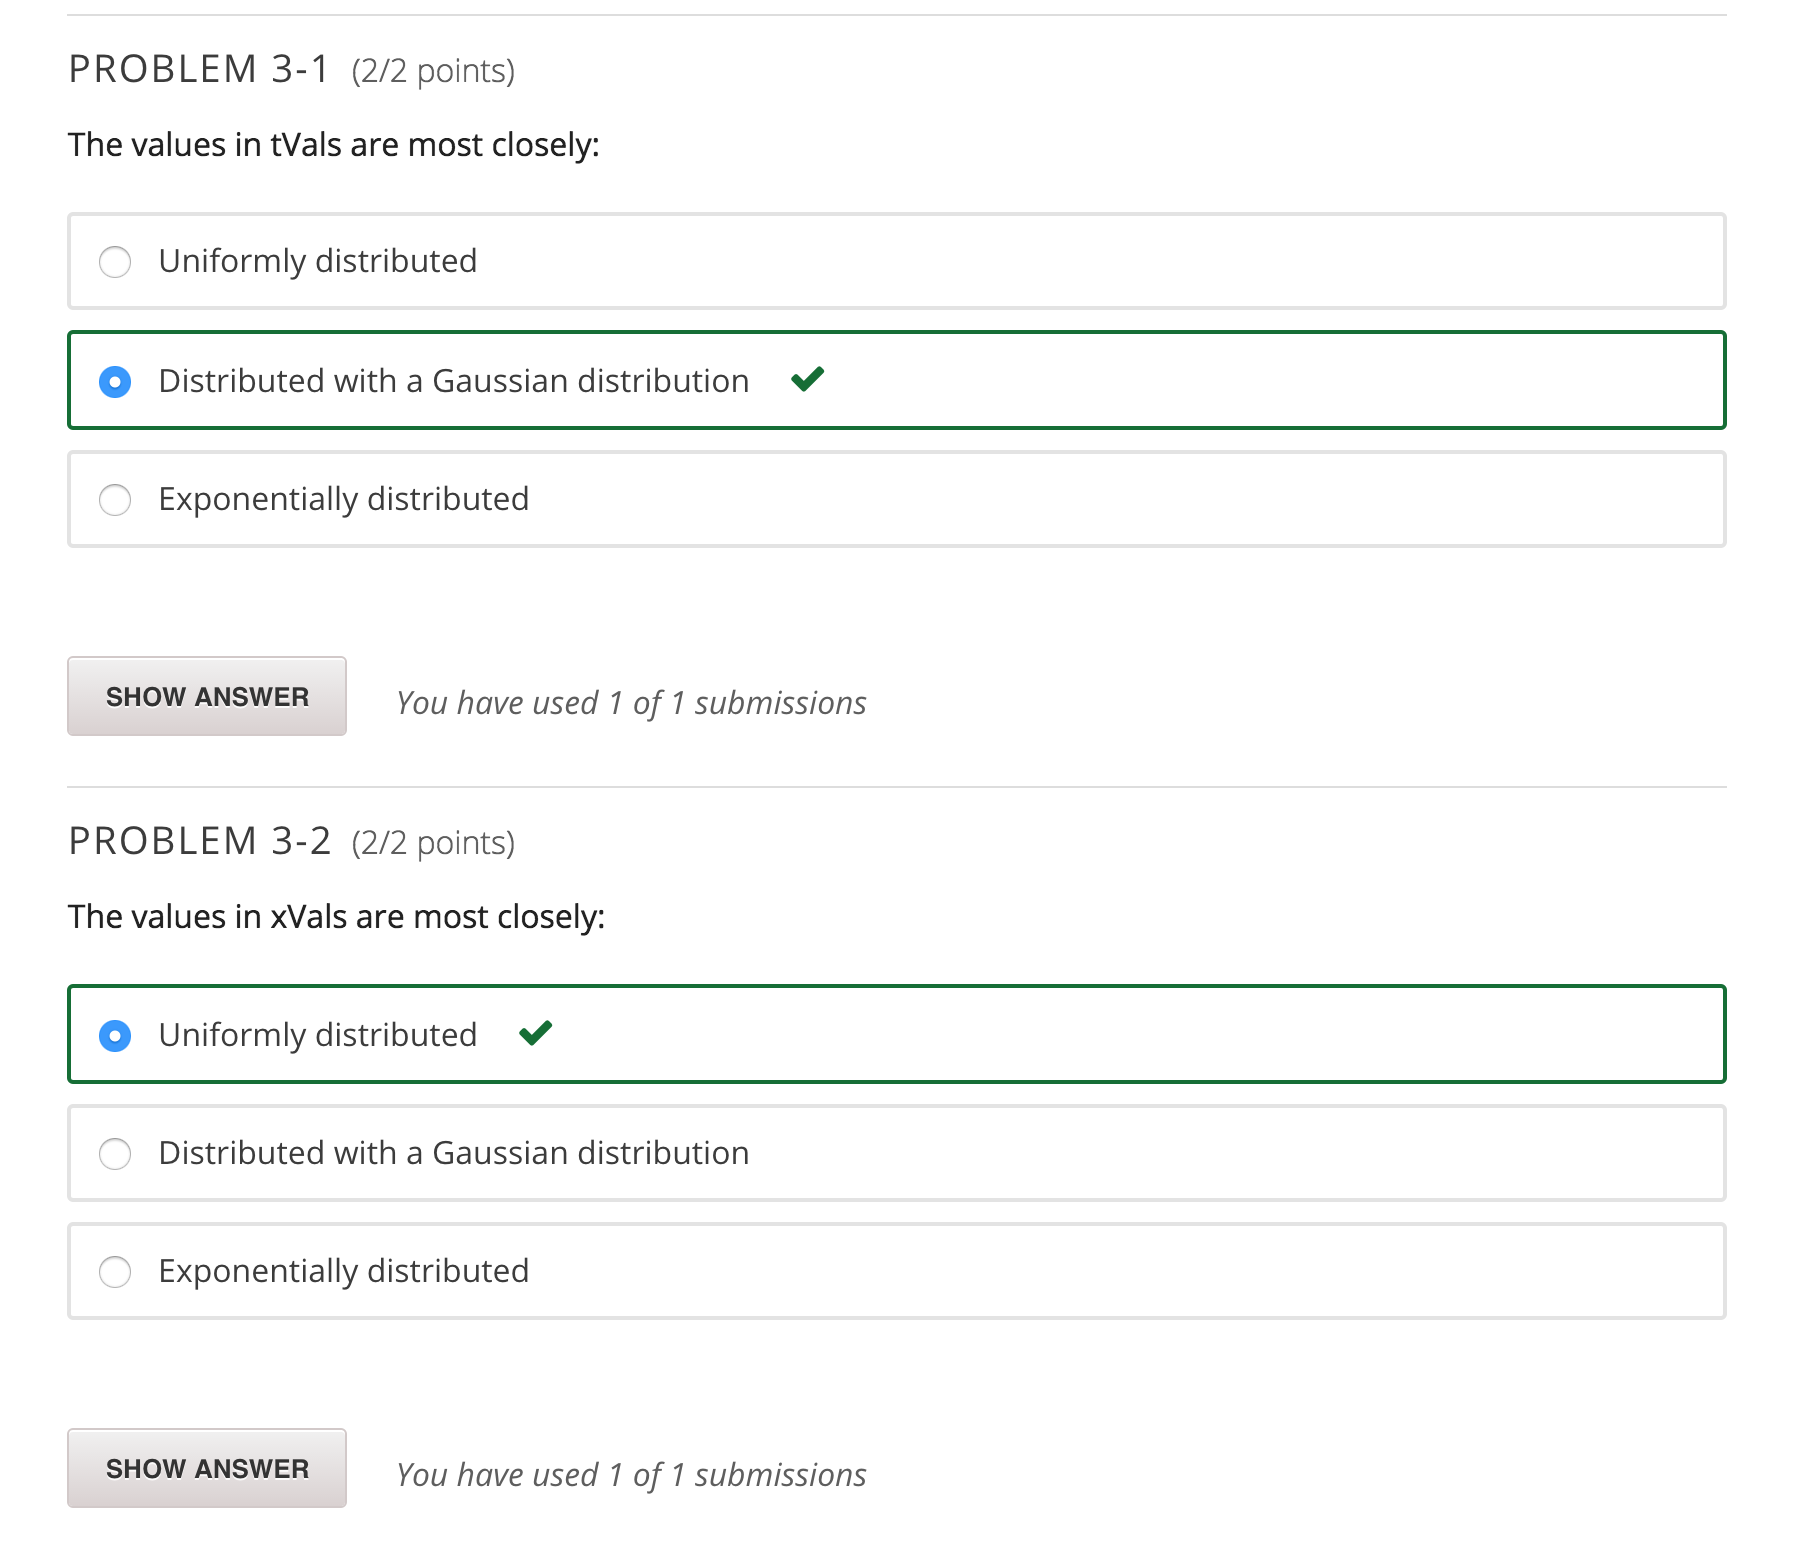 PROBLEM 3-1 (2/2 points)
The values in tVals are most closely:
Uniformly distributed
Distributed with a Gaussian distribution
Exponentially distributed
SHOW ANSWER You have used 1 of 1 submissions
PROBLEM 3-2 (2/2 points)
The values in xVals are most closely:
Uniformly distributed
Distributed with a Gaussian distribution
Exponentially distributed
SHOW ANSWER You have used 1 of 1 submissions